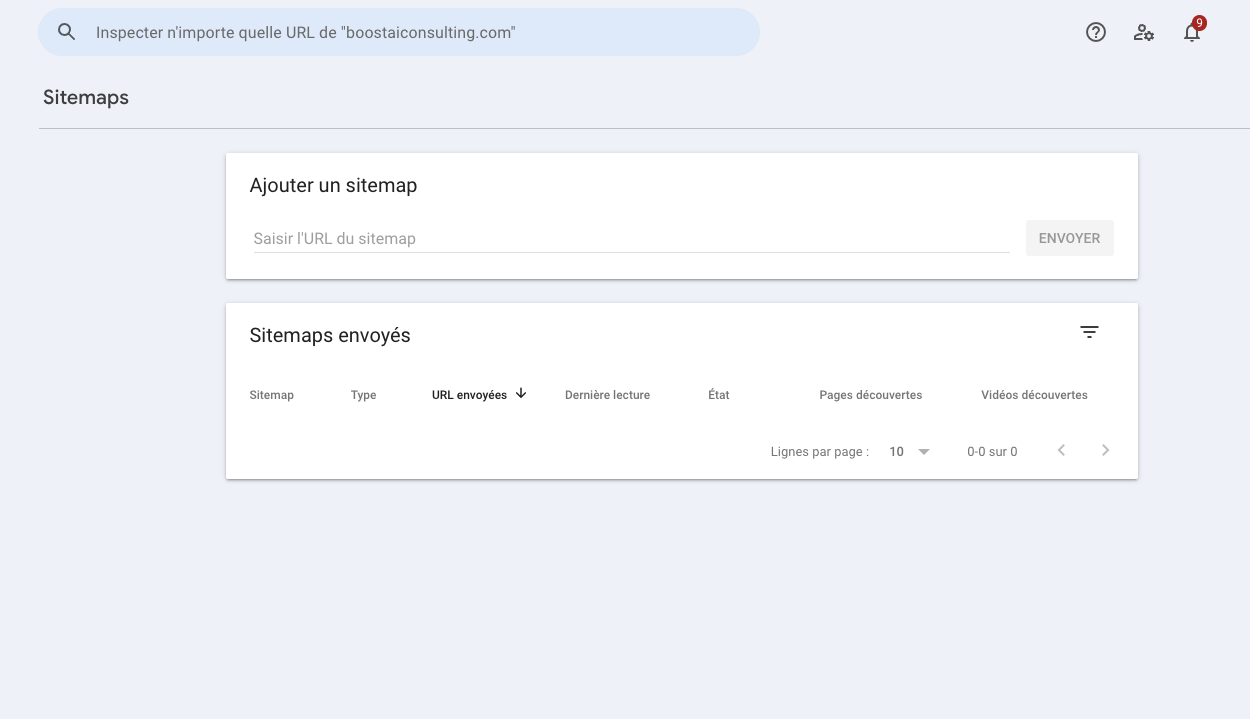 Inspecter n'importe quelle URL de "boostaiconsulting.com"
9
Sitemaps
Ajouter un sitemap
Saisir l'URL du sitemap
ENVOYER
Sitemaps envoyés
Sitemap Type URL envoyées Dernière lecture État Pages découvertes Vidéos découvertes
Lignes par page : 10 0-0 sur 0